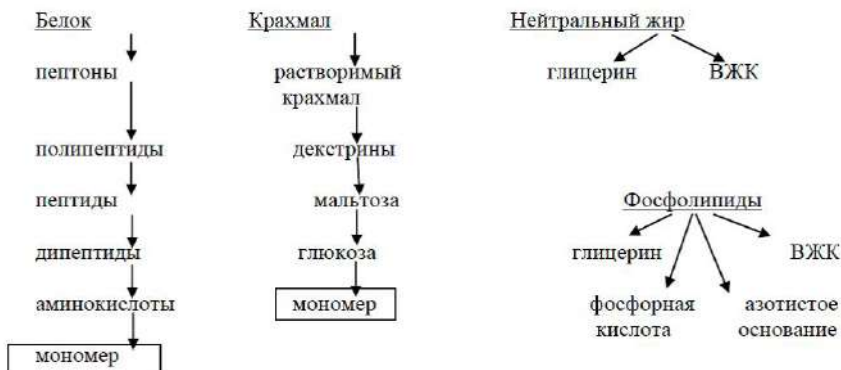 Белок
пептоны
полипептиды
пептиды
дипептиды
аминокислоты
мономер
Крахмал
растворимый
крахмал
декстрины
мальтоза
глюкоза
мономер
Нейтральный жир
глицерин ВЖК
Фосфолипиды
глицерин ВЖК
фосфорная
кислота
азотистое
основание